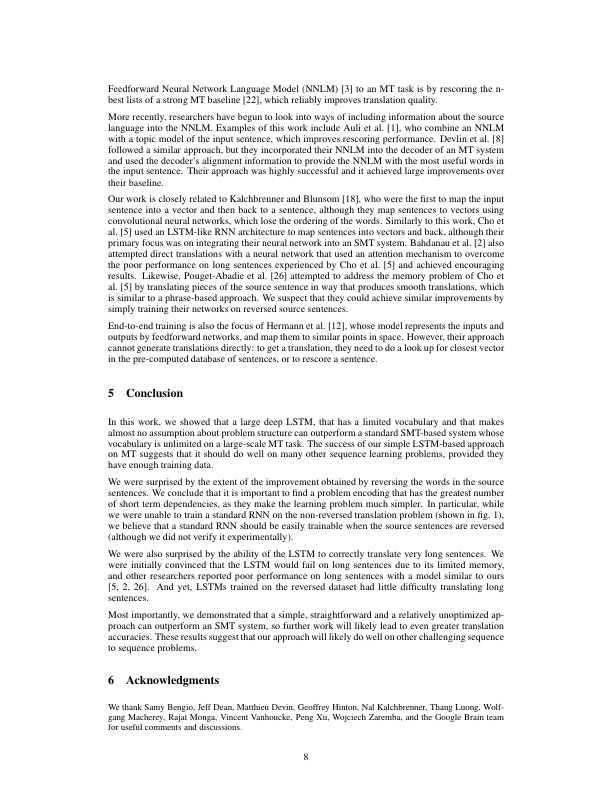 Feedforward Neural Network Language Model (NNLM) [3] to an MT task is by rescoring the n-
best lists of a strong MT baseline [22], which reliably improves translation quality.
More recently, researchers have begun to look into ways of including information about the source
language into the NNLM. Examples of this work include Auli et al. [1], who combine an NNLM
with a topic model of the input sentence, which improves rescoring performance. Devlin et al. [8]
followed a similar approach, but they incorporated their NNLM into the decoder of an MT system
and used the decoder's alignment information to provide the NNLM with the most useful words in
the input sentence. Their approach was highly successful and it achieved large improvements over
their baseline.
Our work is closely related to Kalchbrenner and Blunsom [18], who were the first to map the input
sentence into a vector and then back to a sentence, although they map sentences to vectors using
convolutional neural networks, which lose the ordering of the words. Similarly to this work, Cho et
al. [5] used an LSTM-like RNN architecture to map sentences into vectors and back, although their
primary focus was on integrating their neural network into an SMT system. Bahdanau et al. [2] also
attempted direct translations with a neural network that used an attention mechanism to overcome
the poor performance on long sentences experienced by Cho et al. [5] and achieved encouraging
results. Likewise, Pouget-Abadie et al. [26] attempted to address the memory problem of Cho et
al. [5] by translating pieces of the source sentence in way that produces smooth translations, which
is similar to a phrase-based approach. We suspect that they could achieve similar improvements by
simply training their networks on reversed source sentences.
End-to-end training is also the focus of Hermann et al. [12], whose model represents the inputs and
outputs by feedforward networks, and map them to similar points in space. However, their approach
cannot generate translations directly: to get a translation, they need to do a look up for closest vector
in the pre-computed database of sentences, or to rescore a sentence.
5 Conclusion
In this work, we showed that a large deep LSTM, that has a limited vocabulary and that makes
almost no assumption about problem structure can outperform a standard SMT-based system whose
vocabulary is unlimited on a large-scale MT task. The success of our simple LSTM-based approach
on MT suggests that it should do well on many other sequence learning problems, provided they
have enough training data.
We were surprised by the extent of the improvement obtained by reversing the words in the source
sentences. We conclude that it is important to find a problem encoding that has the greatest number
of short term dependencies, as they make the learning problem much simpler. In particular, while
we were unable to train a standard RNN on the non-reversed translation problem (shown in fig. 1),
we believe that a standard RNN should be easily trainable when the source sentences are reversed
(although we did not verify it experimentally).
We were also surprised by the ability of the LSTM to correctly translate very long sentences. We
were initially convinced that the LSTM would fail on long sentences due to its limited memory,
and other researchers reported poor performance on long sentences with a model similar to ours
[5, 2, 26]. And yet, LSTMs trained on the reversed dataset had little difficulty translating long
sentences.
Most importantly, we demonstrated that a simple, straightforward and a relatively unoptimized ap-
proach can outperform an SMT system, so further work will likely lead to even greater translation
accuracies. These results suggest that our approach will likely do well on other challenging sequence
to sequence problems.
6 Acknowledgments
We thank Samy Bengio, Jeff Dean, Matthieu Devin, Geoffrey Hinton, Nal Kalchbrenner, Thang Luong, Wolf-
gang Macherey, Rajat Monga, Vincent Vanhoucke, Peng Xu, Wojciech Zaremba, and the Google Brain team
for useful comments and discussions.
8